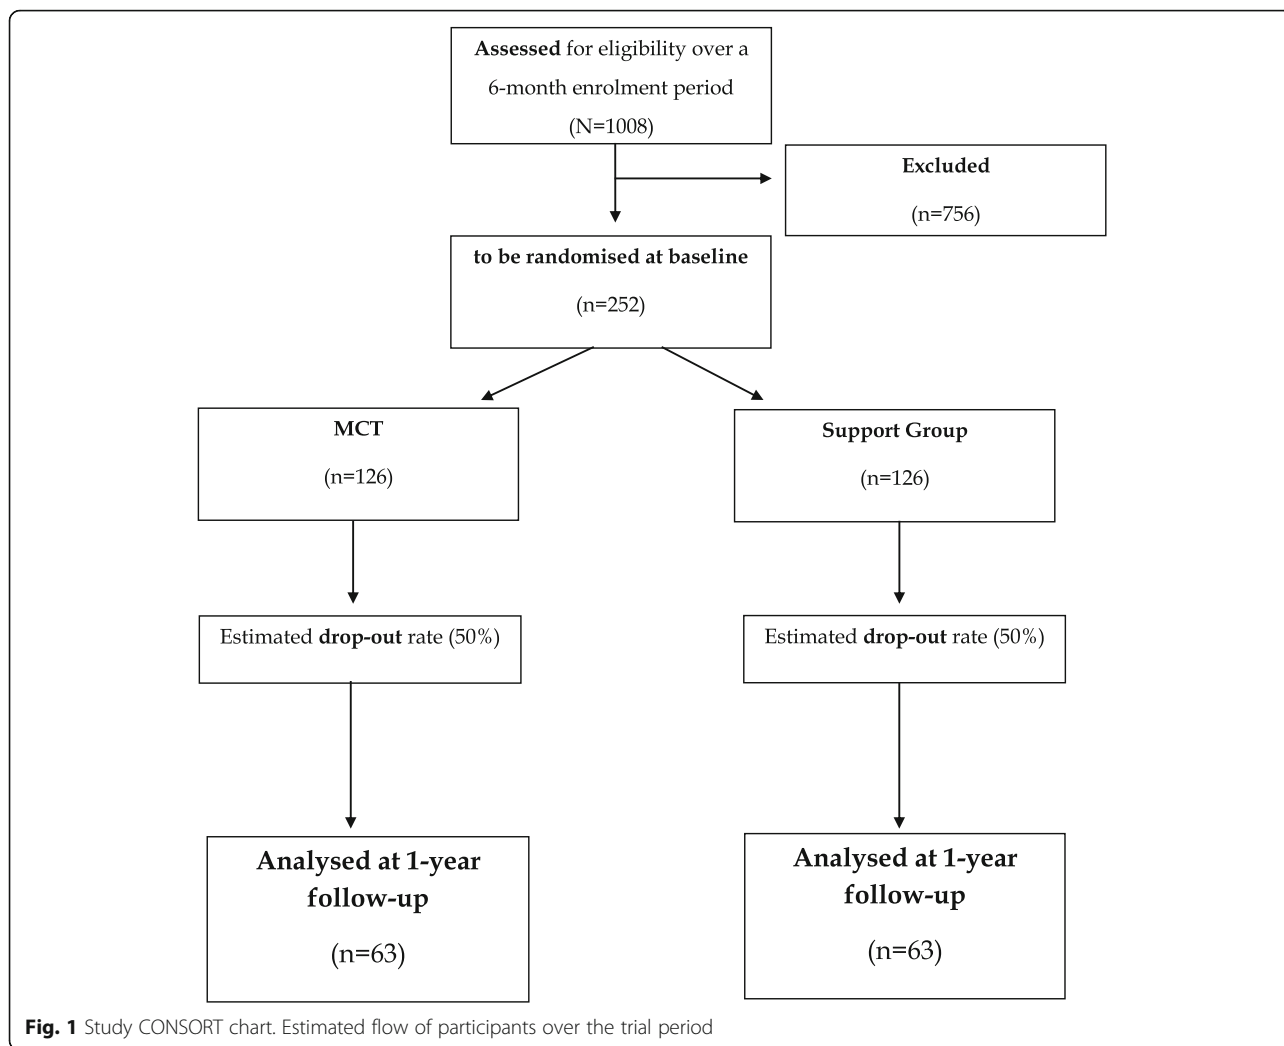 Assessed for eligibility over a
6-month enrolment period
(N=1008)
Excluded
(n=756)
to be randomised at baseline
(n=252)
MCT
(n=126)
Support Group
(n=126)
Estimated drop-out rate (50%)
Estimated drop-out rate (50%)
Analysed at 1-year
follow-up
(n=63)
Analysed at 1-year
follow-up
(n=63)
Fig. 1 Study CONSORT chart. Estimated flow of participants over the trial period